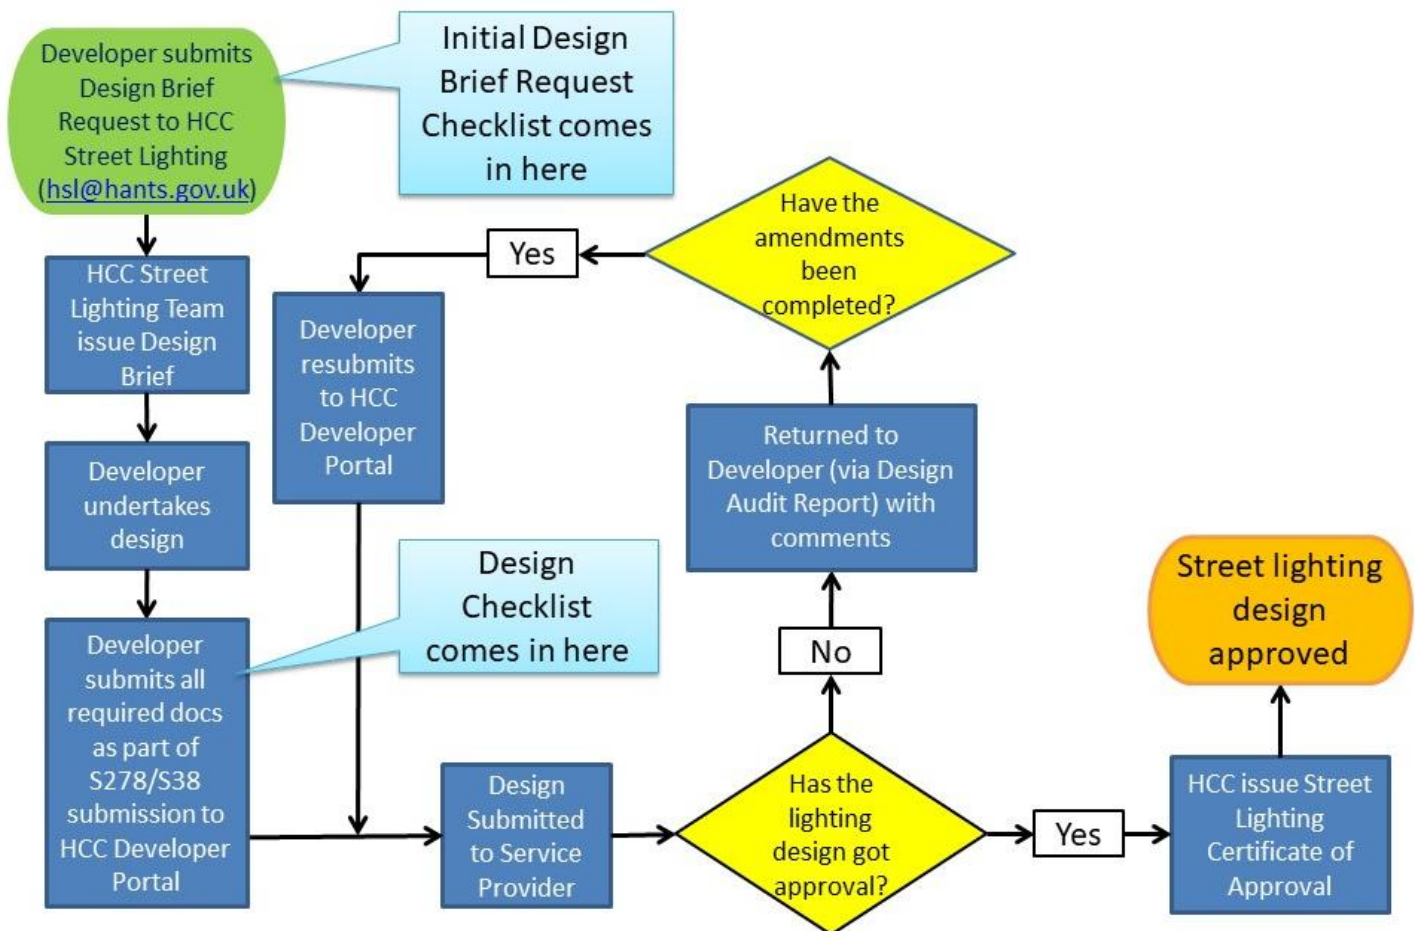 Developer submits
Design Brief
Request to HCC
Street Lighting
(hsl@hants.gov.uk)
Initial Design
Brief Request
Checklist comes
in here
HCC Street
Lighting Team
issue Design
Brief
Developer
undertakes
design
Developer
submits all
required docs
as part of
S278/S38
submission to
HCC Developer
Portal
Design
Checklist
comes in here
Yes
Developer
resubmits
to HCC
Developer
Portal
Have the
amendments
been
completed?
Returned to
Developer (via Design
Audit Report) with
comments
No
Design
Submitted
to Service
Provider
Has the
lighting
design got
approval?
Yes
HCC issue Street
Lighting
Certificate of
Approval
Street lighting
design
approved